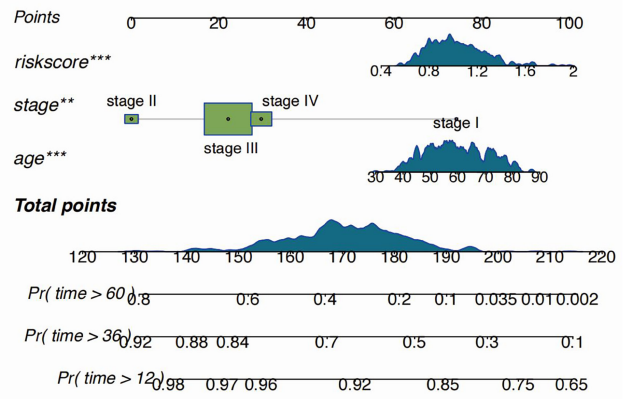 Points 0 20 40 60 80 100
riskscore*** 0.4 0.8 1.2 1.6 2
stage** stage II stage III stage IV stage I
age*** 30 40 50 60 70 80 90
Total points
120 130 140 150 160 170 180 190 200 210 220
Pr( time > 60 ) 0.8 0.6 0.4 0.2 0.1 0.035 0.01 0.002
Pr( time > 36 ) 0.92 0.88 0.84 0.7 0.5 0.3 0.1
Pr( time > 12 ) 0.98 0.97 0.96 0.92 0.85 0.75 0.65